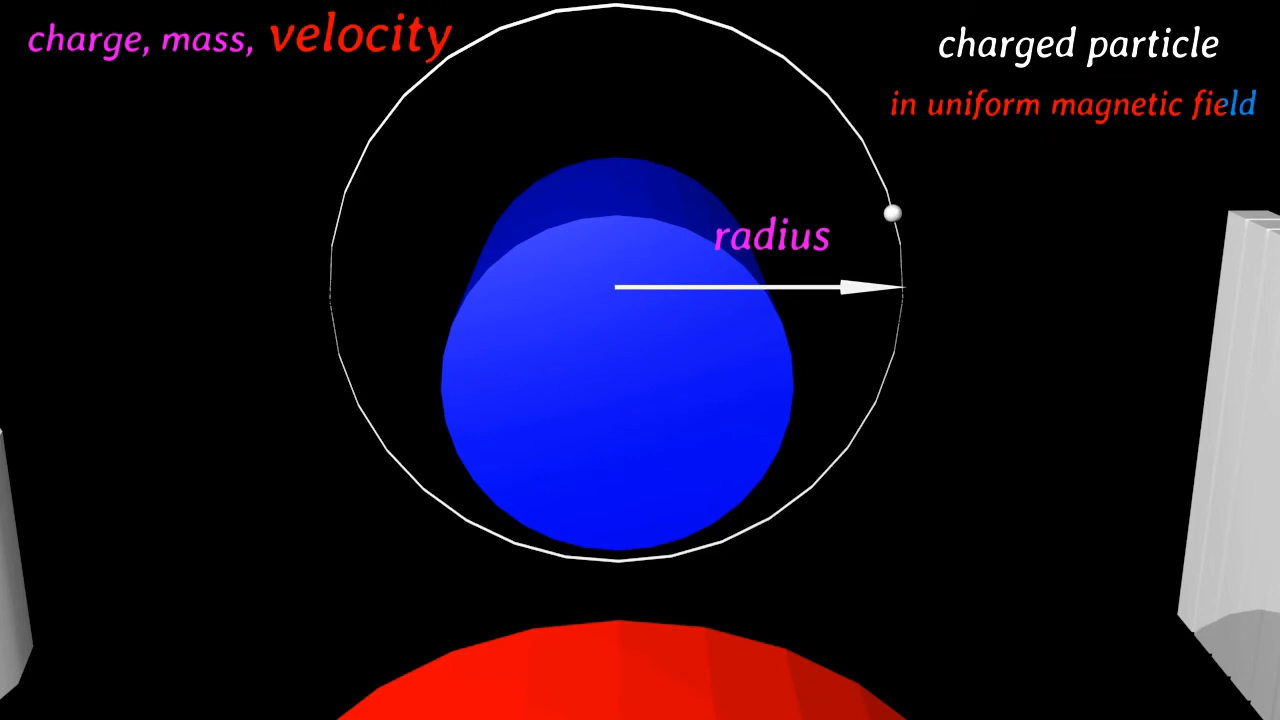 charge, mass, velocity
charged particle
in uniform magnetic field
radius